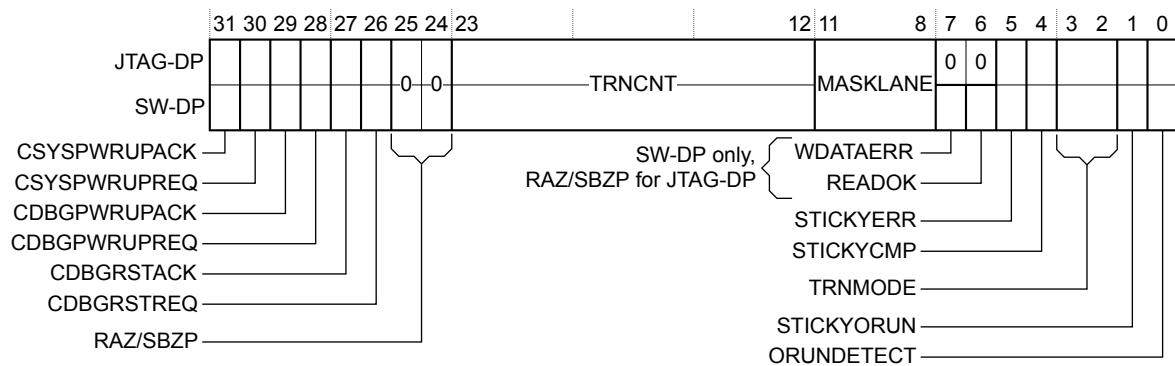 31 30 29 28 27 26 25 24 23 12 11 8 7 6 5 4 3 2 1 0
JTAG-DP 0 0
0 0 TRNCNT MASKLANE
SW-DP
CSYSPWRUPACK
CSYSPWRUPREQ
CDBGPWRUPACK
CDBGPWRUPREQ
CDBGRSTACK
CDBGRSTREQ
RAZ/SBZP
SW-DP only,
RAZ/SBZP for JTAG-DP
WDATAERR
READOK
STICKYERR
STICKYCMP
TRNMODE
STICKYORUN
ORUNDETECT